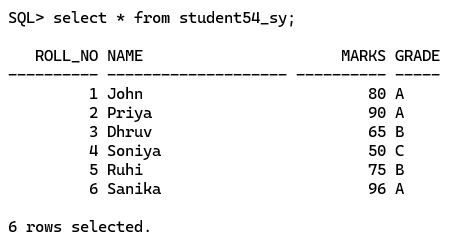 SQL> select * from student54_sy;
   ROLL_NO NAME                      MARKS GRADE
---------- -------------------- ---------- -----
         1 John                         80 A
         2 Priya                        90 A
         3 Dhruv                        65 B
         4 Soniya                       50 C
         5 Ruhi                         75 B
         6 Sanika                       96 A
6 rows selected.